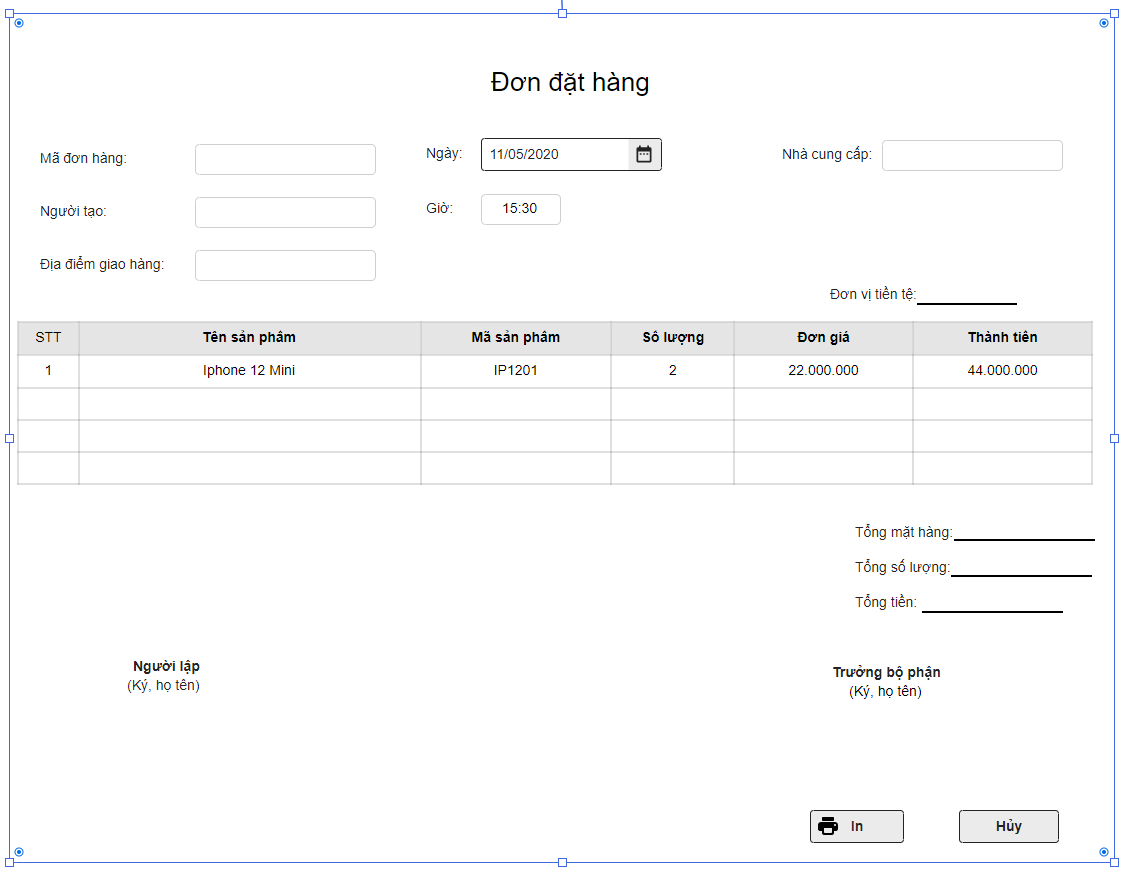 Đơn đặt hàng
Mã đơn hàng:
Ngày: 11/05/2020
Nhà cung cấp:
Người tạo:
Giờ: 15:30
Địa điểm giao hàng:
Đơn vị tiền tệ:
STT Tên sản phẩm Mã sản phẩm Số lượng Đơn giá Thành tiền
1 Iphone 12 Mini IP1201 2 22.000.000 44.000.000
Tổng mặt hàng:
Tổng số lượng:
Tổng tiền:
Người lập
(Ký, họ tên)
Trưởng bộ phận
(Ký, họ tên)
In
Hủy